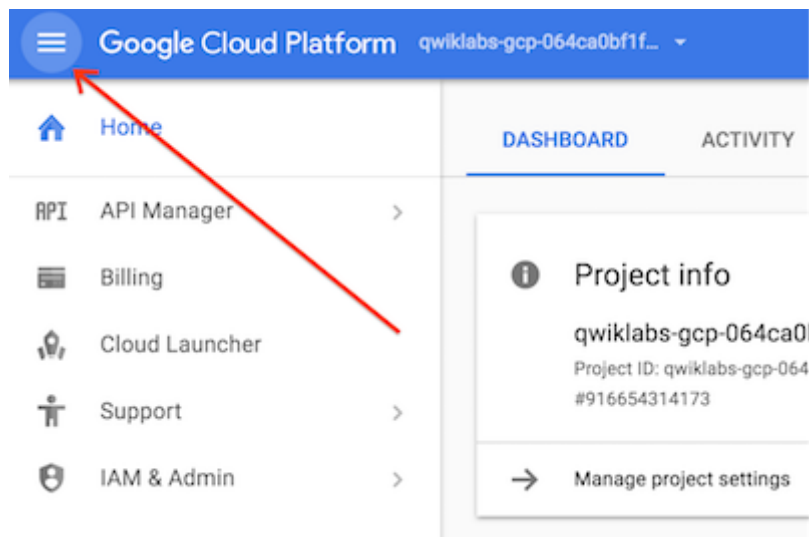 Google Cloud Platform qwiklabs-gcp-064ca0bf1f...
Home
API API Manager
Billing
Cloud Launcher
Support
IAM & Admin
DASHBOARD ACTIVITY
Project info
qwiklabs-gcp-064ca0
Project ID: qwiklabs-gcp-064
#916654314173
Manage project settings